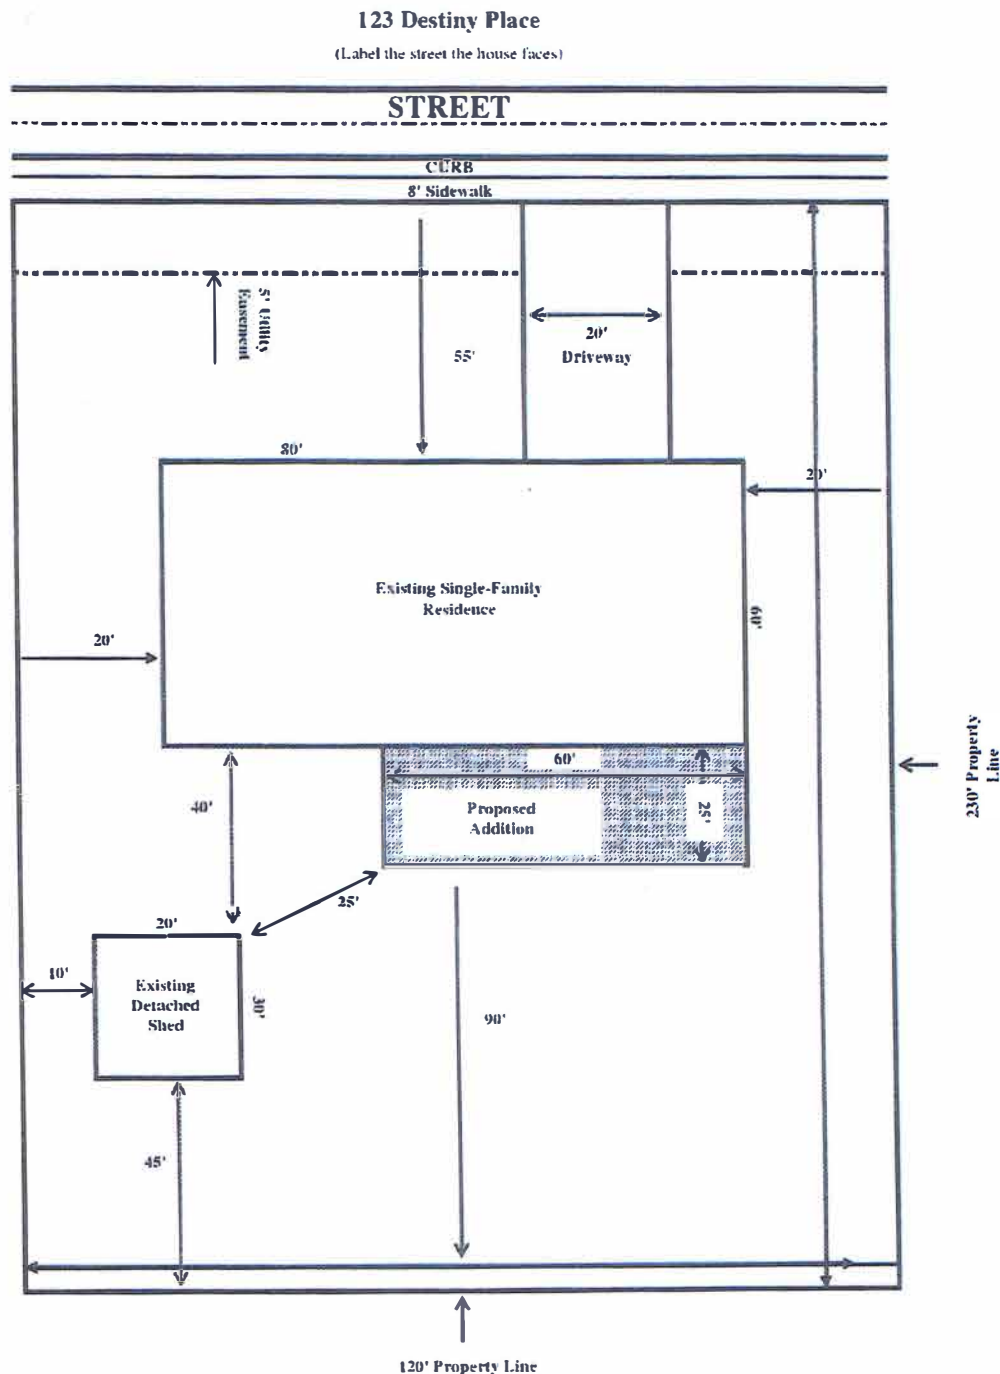 123 Destiny Place
(Label the street the house faces)
STREET
CURB
8' Sidewalk
5' Utility
Easement
55'
20'
Driveway
80'
20'
Existing Single-Family
Residence
60'
20'
230' Property
Line
60'
40'
Proposed
Addition
25'
25'
20'
10'
Existing
Detached
Shed
30'
90'
45'
120' Property Line